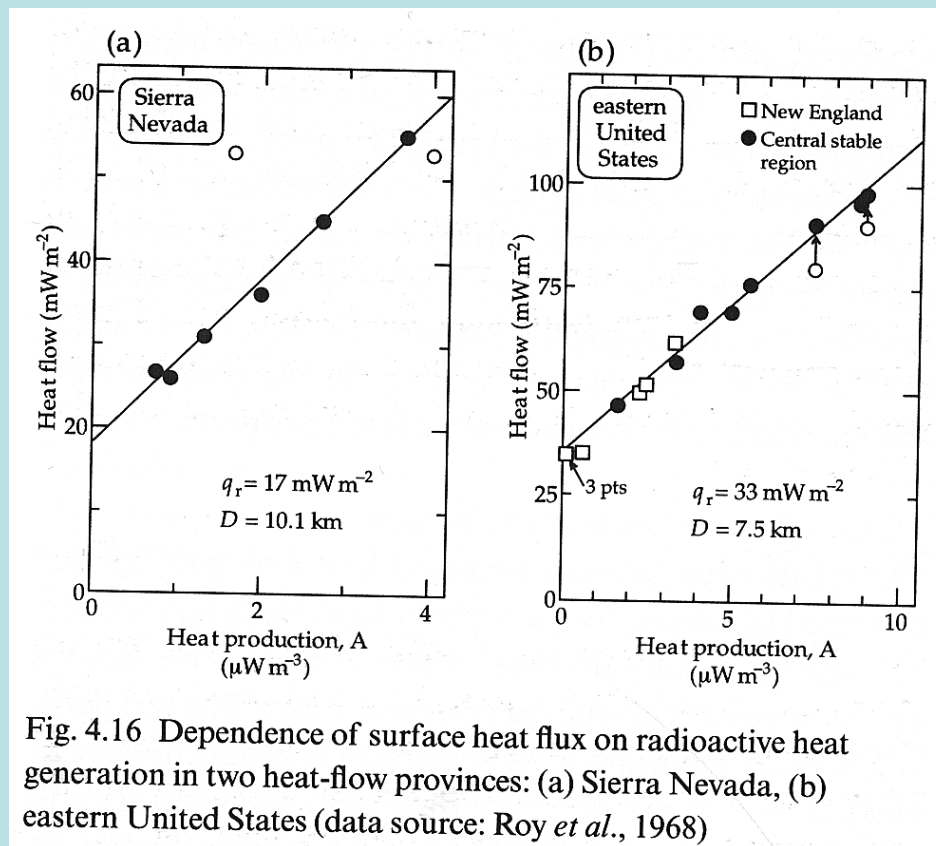 (a)
Sierra
Nevada
60
40
20
0
0
2
4
Heat flow (mW m⁻²)
qᵣ= 17 mW m⁻²
D = 10.1 km
Heat production, A
(μW m⁻³)
(b)
eastern
United
States
New England
Central stable
region
100
75
50
25
0
0
5
10
Heat flow (mW m⁻²)
3 pts
qᵣ= 33 mW m⁻²
D = 7.5 km
Heat production, A
(μW m⁻³)
Fig. 4.16 Dependence of surface heat flux on radioactive heat
generation in two heat-flow provinces: (a) Sierra Nevada, (b)
eastern United States (data source: Roy et al., 1968)